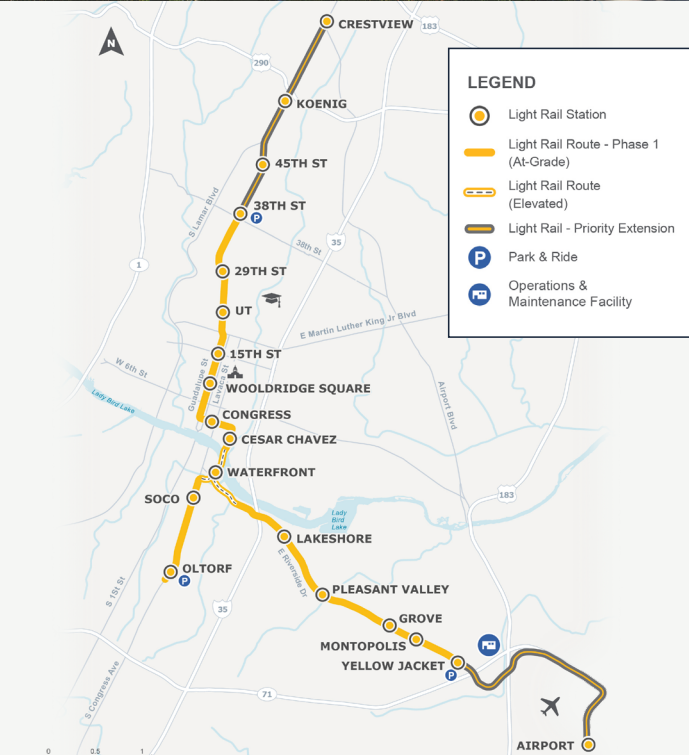 CRESTVIEW
183
N
290
KOENIG
LEGEND
Light Rail Station
Light Rail Route - Phase 1
(At-Grade)
Light Rail Route
(Elevated)
Light Rail - Priority Extension
P
Park & Ride
Operations &
Maintenance Facility
45TH ST
38TH ST
P
S Lamar Blvd
38th St
35
1
29TH ST
UT
E Martin Luther King Jr Blvd
15TH ST
W 6th St
Guadalupe St
Lavaca St
WOOLDRIDGE SQUARE
Airport Blvd
Lady Bird Lake
CONGRESS
CESAR CHAVEZ
WATERFRONT
SOCO
183
Lady
Bird
Lake
LAKESHORE
E Riverside Dr
OLTORF
P
S 1St St
PLEASANT VALLEY
35
GROVE
MONTOPOLIS
YELLOW JACKET
P
S Congress Ave
71
AIRPORT
0 0.5 1